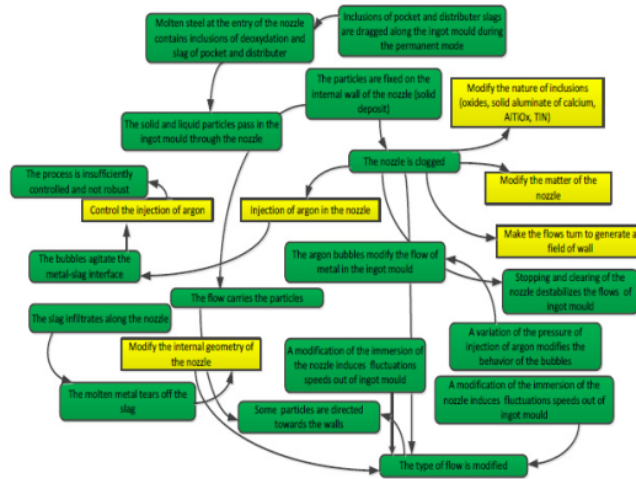 Molten steel at the entry of the nozzle
contains inclusions of deoxydation and
slag of pocket and distributer
Inclusions of pocket and distributer slags
are dragged along the ingot mould during
the permanent mode
The particles are fixed on the
internal wall of the nozzle (solid
deposit)
Modify the nature of inclusions
(oxides, solid aluminate of calcium,
AlTiOx, TIN)
The solid and liquid particles pass in the
ingot mould through the nozzle
The nozzle is clogged
The process is insufficiently
controlled and not robust
Modify the matter of the
nozzle
Control the injection of argon
Injection of argon in the nozzle
Make the flows turn to generate a
field of wall
The bubbles agitate the
metal-slag interface
The argon bubbles modify the flow of
metal in the ingot mould
Stopping and clearing of the
nozzle destabilizes the flows of
ingot mould
The flow carries the particles
The slag infiltrates along the nozzle
A variation of the pressure of
injection of argon modifies the
behavior of the bubbles
Modify the internal geometry of
the nozzle
A modification of the immersion of
the nozzle induces fluctuations
speeds out of ingot mould
The molten metal tears off the
slag
A modification of the immersion of the
nozzle induces fluctuations speeds out of
ingot mould
Some particles are directed
towards the walls
The type of flow is modified